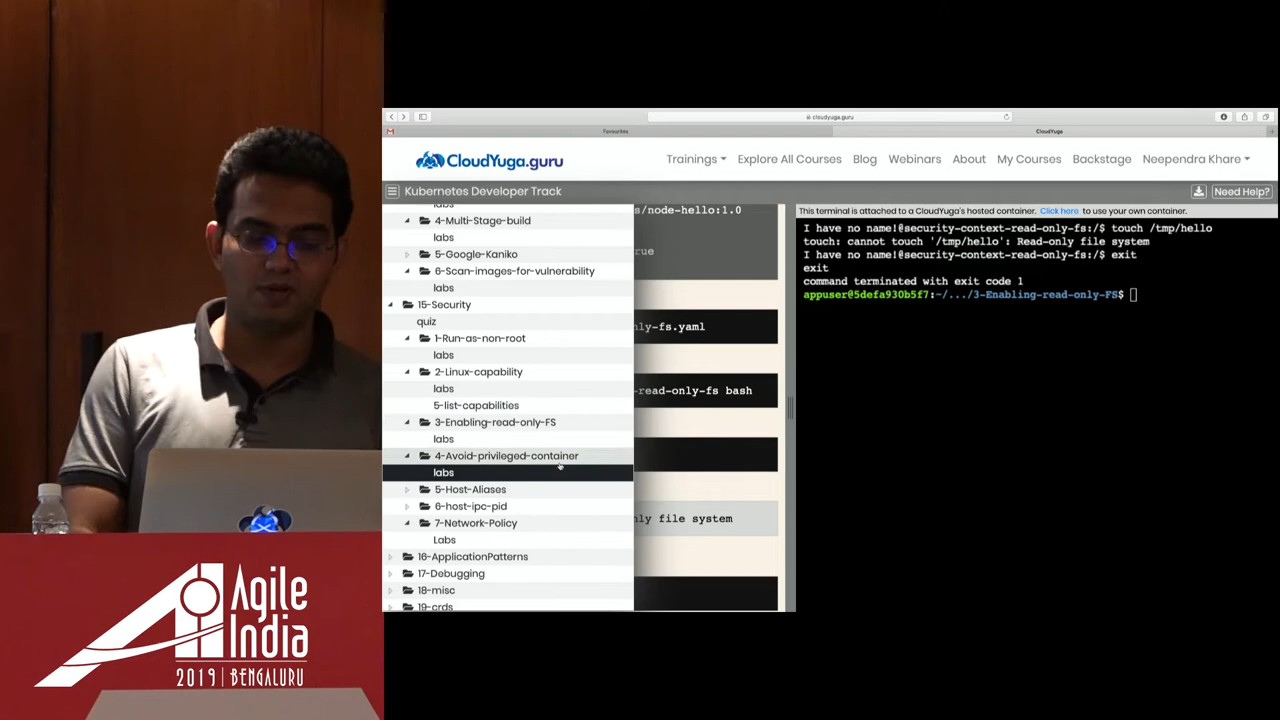 cloudyuga.guru
Favourites
CloudYuga
CloudYuga.guru
Trainings
Explore All Courses
Blog
Webinars
About
My Courses
Backstage
Neependra Khare
Kubernetes Developer Track
Need Help?
labs
4-Multi-Stage-build
labs
5-Google-Kaniko
6-Scan-images-for-vulnerability
labs
15-Security
quiz
1-Run-as-non-root
labs
2-Linux-capability
labs
5-list-capabilities
3-Enabling-read-only-FS
labs
4-Avoid-privileged-container
labs
5-Host-Aliases
6-host-ipc-pid
7-Network-Policy
Labs
16-ApplicationPatterns
17-Debugging
18-misc
19-crds
s/node-hello:1.0
rue
nly-fs.yaml
-read-only-fs bash
nly file system
This terminal is attached to a CloudYuga's hosted container. Click here to use your own container.
I have no name!@security-context-read-only-fs:/$ touch /tmp/hello
touch: cannot touch '/tmp/hello': Read-only file system
I have no name!@security-context-read-only-fs:/$ exit
exit
command terminated with exit code 1
appuser@5defa930b5f7:~/.../3-Enabling-read-only-FS$
Agile
India
2019 | BENGALURU